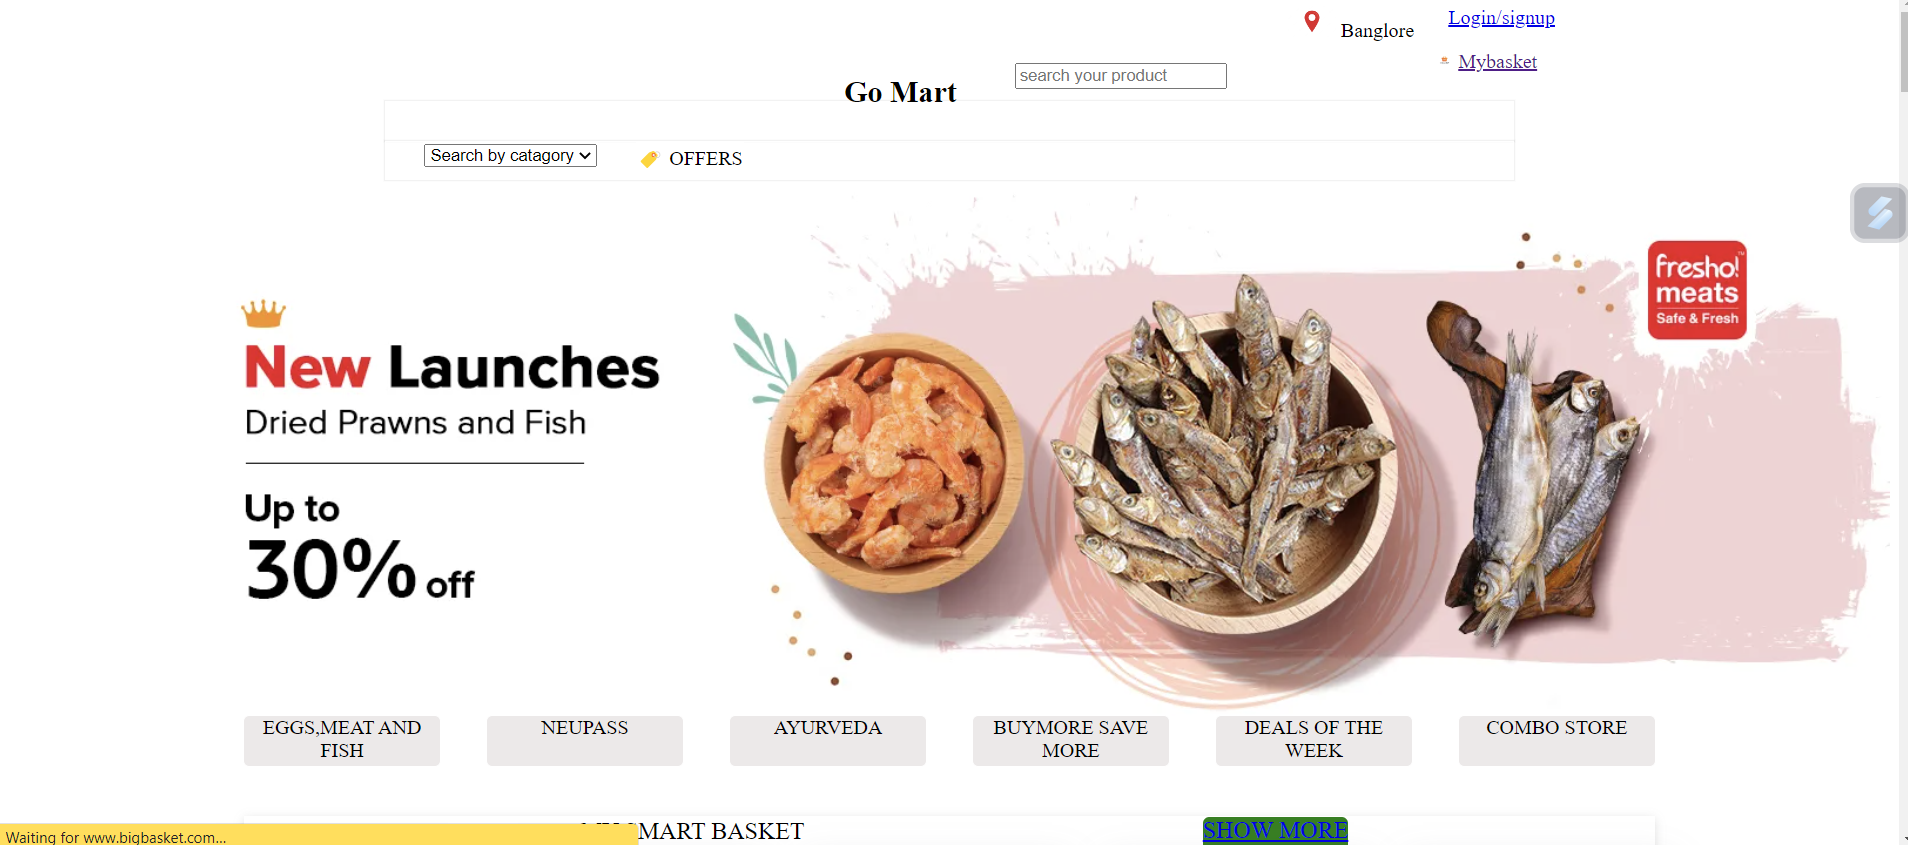 Banglore
Login/signup
Mybasket
Go Mart
search your product
Search by catagory
OFFERS
fresho!
meats
Safe & Fresh
New Launches
Dried Prawns and Fish
Up to
30% off
EGGS,MEAT AND
FISH
NEUPASS
AYURVEDA
BUYMORE SAVE
MORE
DEALS OF THE
WEEK
COMBO STORE
SMART BASKET
SHOW MORE
Waiting for www.bigbasket.com...